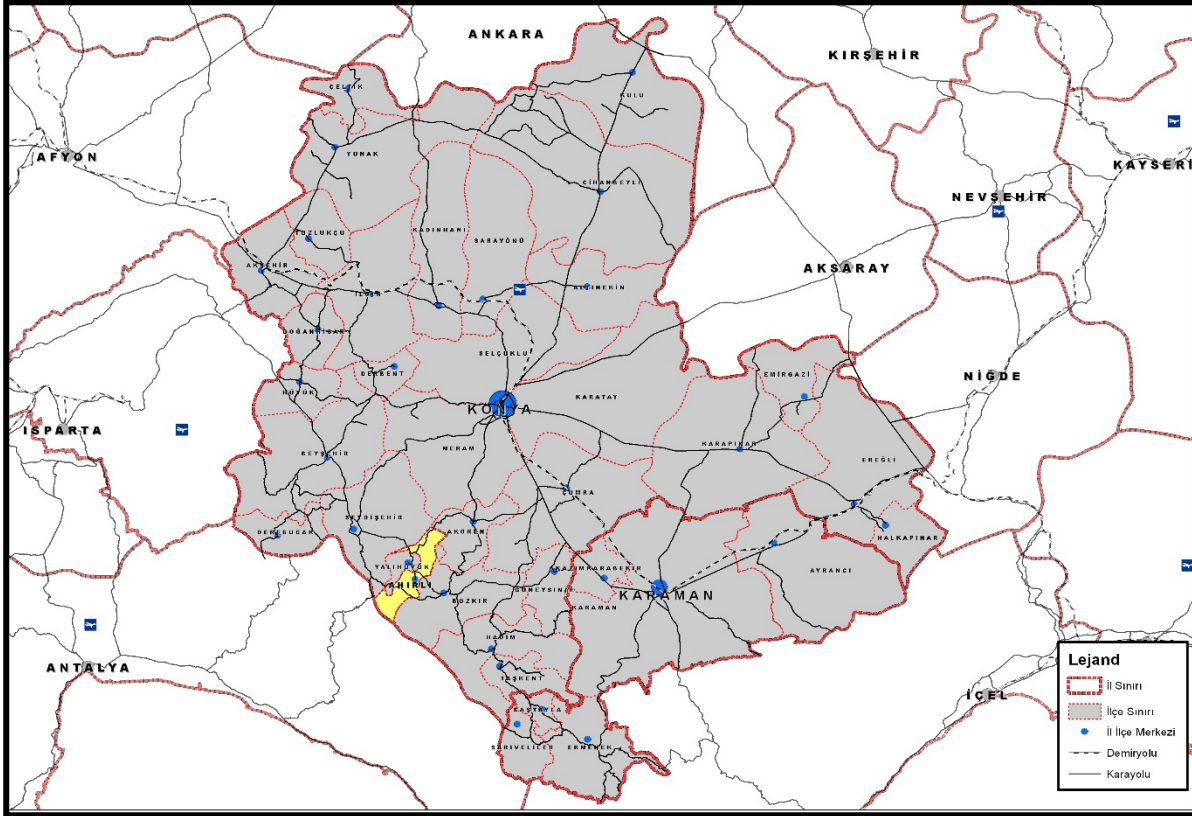 ANKARA
KIRŞEHİR
ÇELTİK
KULU
AFYON
YUNAK
KAYSERİ
CİHANBEYLİ
NEVŞEHİR
TUZLUKÇU
KADINHANI
SARAYÖNÜ
AKŞEHİR
AKSARAY
ILGIN
ALTINEKİN
DOĞANHİSAR
SELÇUKLU
DERBENT
EMİRGAZİ
NİĞDE
HÜYÜK
KARATAY
KONYA
ISPARTA
KARAPINAR
MERAM
BEYŞEHİR
EREĞLİ
ÇUMRA
SEYDİŞEHİR
AKÖREN
DEREBUCAK
HALKAPINAR
YALIHÜYÜK
KAZIMKARABEKİR
AYRANCI
AHIRLI
GÜNEYSINIR
BOZKIR
KARAMAN
KARAMAN
HADİM
ANTALYA
TAŞKENT
İÇEL
BAŞYAYLA
SARIVELİLER
ERMENEK
Lejand
İl Sınırı
İlçe Sınırı
İl İlçe Merkezi
Demiryolu
Karayolu